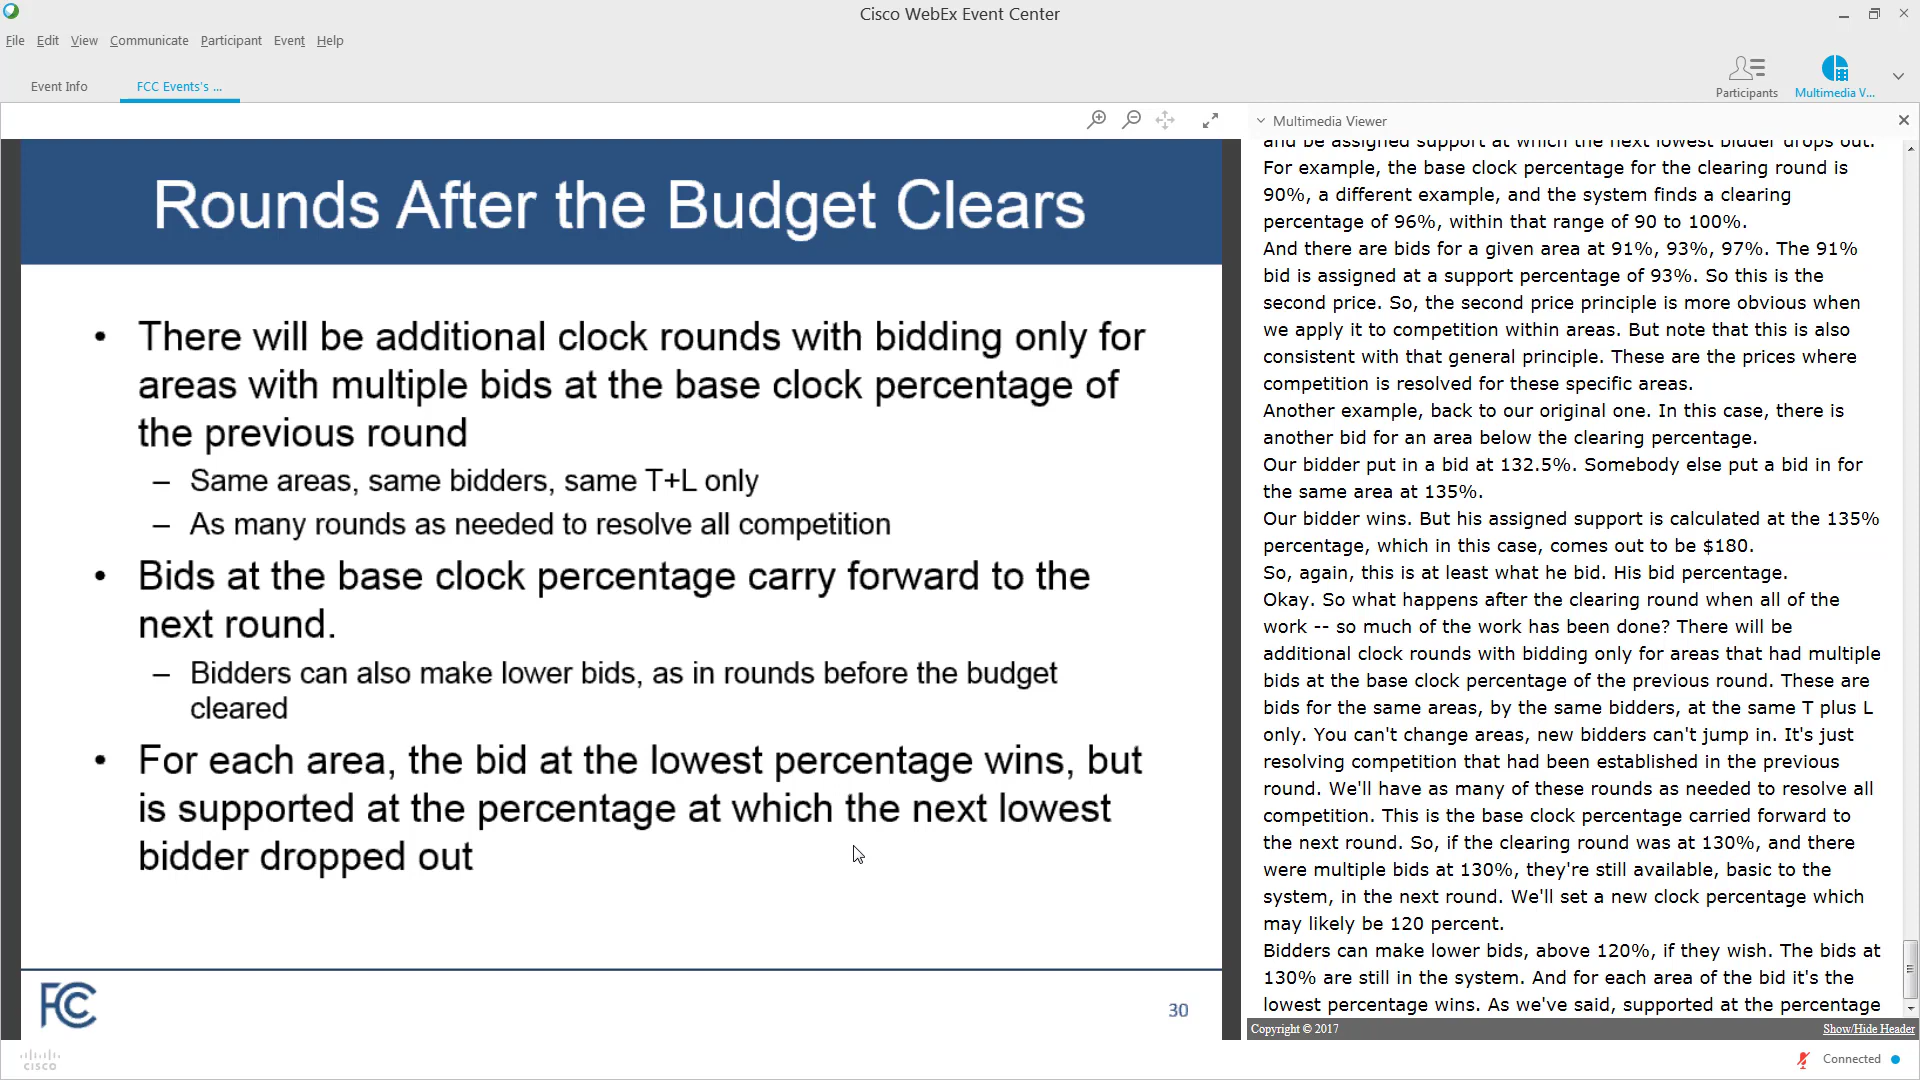 Cisco WebEx Event Center
File Edit View Communicate Participant Event Help
Event Info FCC Events's ...
Participants Multimedia V...
Rounds After the Budget Clears
• There will be additional clock rounds with bidding only for
areas with multiple bids at the base clock percentage of
the previous round
– Same areas, same bidders, same T+L only
– As many rounds as needed to resolve all competition
• Bids at the base clock percentage carry forward to the
next round.
– Bidders can also make lower bids, as in rounds before the budget
cleared
• For each area, the bid at the lowest percentage wins, but
is supported at the percentage at which the next lowest
bidder dropped out
FCC
30
Multimedia Viewer
and be assigned support at which the next lowest bidder drops out.
For example, the base clock percentage for the clearing round is
90%, a different example, and the system finds a clearing
percentage of 96%, within that range of 90 to 100%.
And there are bids for a given area at 91%, 93%, 97%. The 91%
bid is assigned at a support percentage of 93%. So this is the
second price. So, the second price principle is more obvious when
we apply it to competition within areas. But note that this is also
consistent with that general principle. These are the prices where
competition is resolved for these specific areas.
Another example, back to our original one. In this case, there is
another bid for an area below the clearing percentage.
Our bidder put in a bid at 132.5%. Somebody else put a bid in for
the same area at 135%.
Our bidder wins. But his assigned support is calculated at the 135%
percentage, which in this case, comes out to be $180.
So, again, this is at least what he bid. His bid percentage.
Okay. So what happens after the clearing round when all of the
work -- so much of the work has been done? There will be
additional clock rounds with bidding only for areas that had multiple
bids at the base clock percentage of the previous round. These are
bids for the same areas, by the same bidders, at the same T plus L
only. You can't change areas, new bidders can't jump in. It's just
resolving competition that had been established in the previous
round. We'll have as many of these rounds as needed to resolve all
competition. This is the base clock percentage carried forward to
the next round. So, if the clearing round was at 130%, and there
were multiple bids at 130%, they're still available, basic to the
system, in the next round. We'll set a new clock percentage which
may likely be 120 percent.
Bidders can make lower bids, above 120%, if they wish. The bids at
130% are still in the system. And for each area of the bid it's the
lowest percentage wins. As we've said, supported at the percentage
Copyright © 2017 Show/Hide Header
cisco
Connected